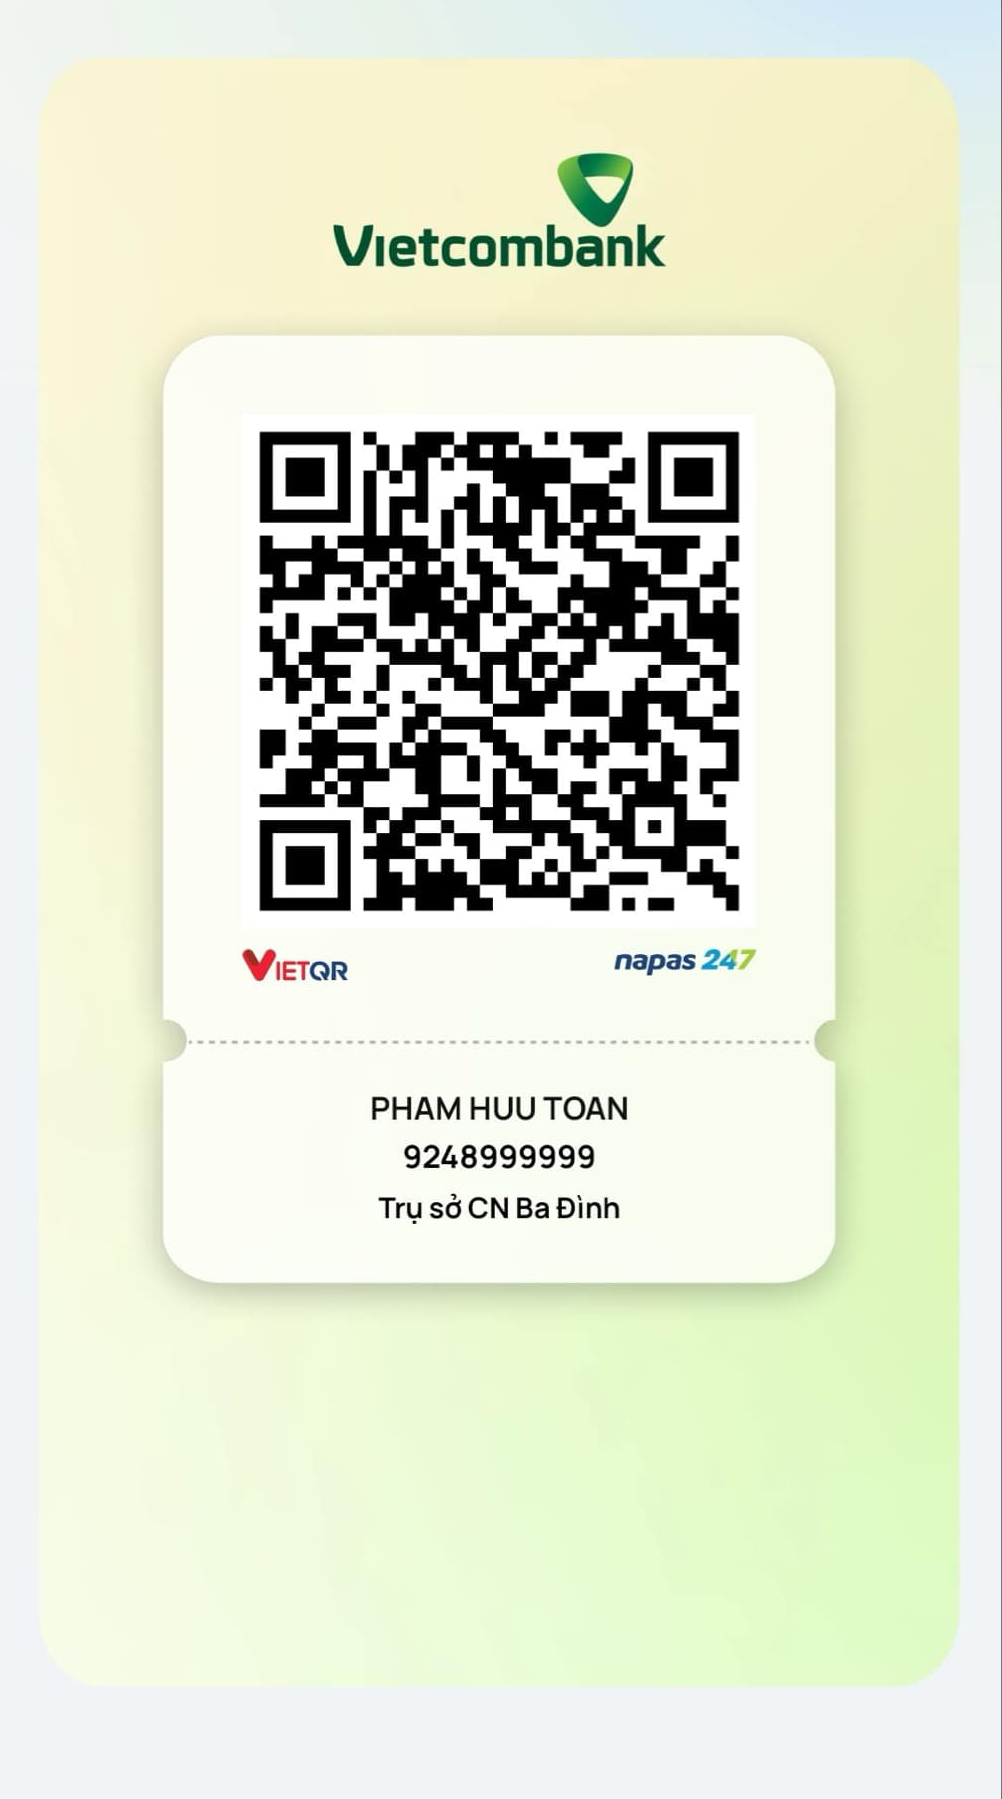 Vietcombank
VIETQR
napas 247
PHAM HUU TOAN
9248999999
Trụ sở CN Ba Đình